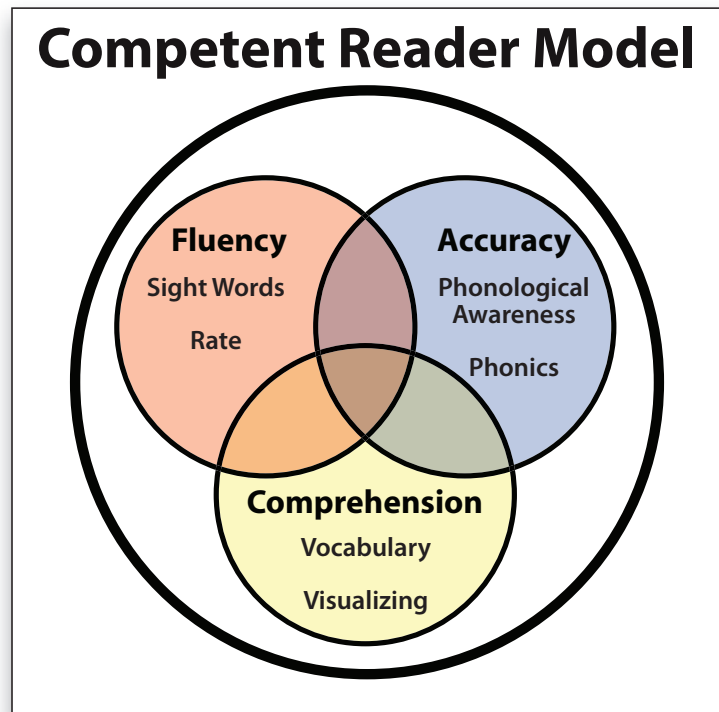 Competent Reader Model
Fluency
Sight Words
Rate
Accuracy
Phonological
Awareness
Phonics
Comprehension
Vocabulary
Visualizing